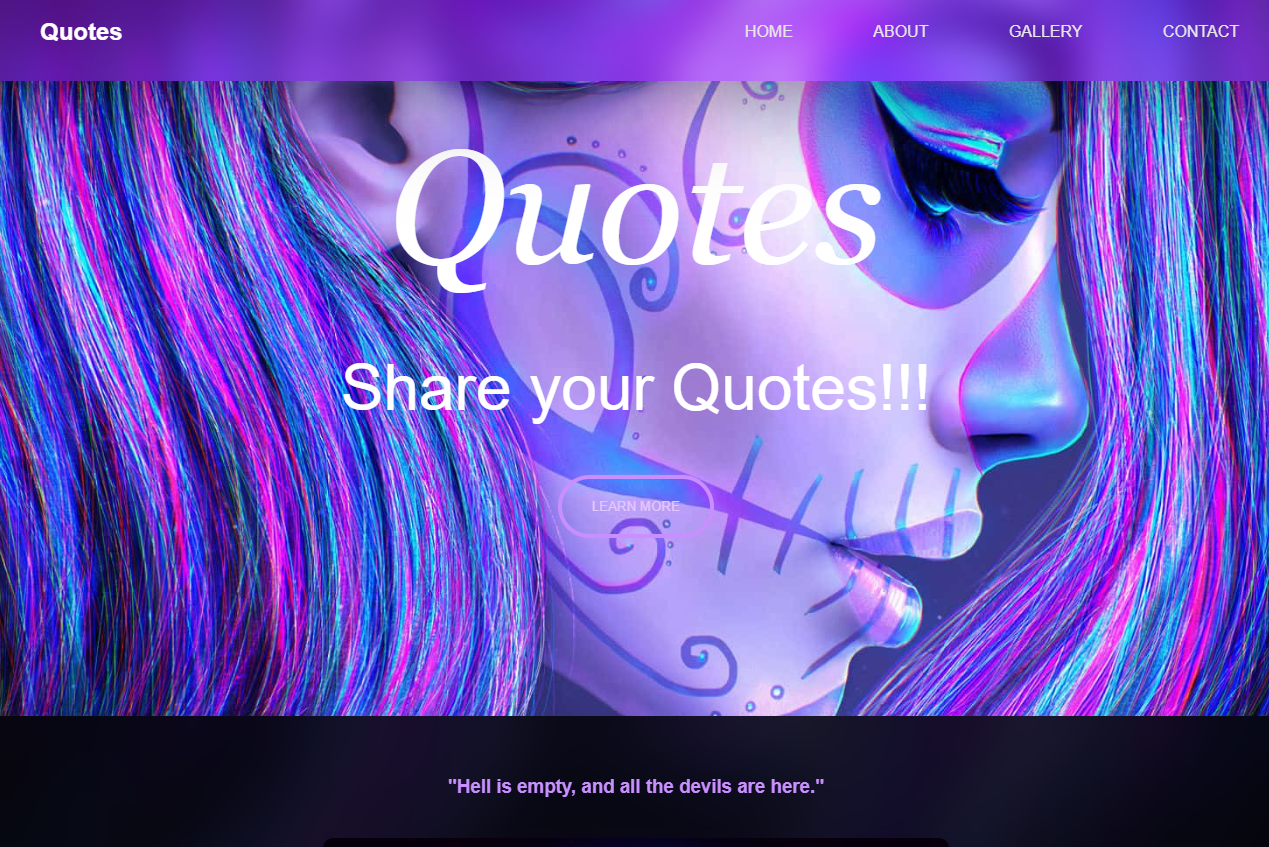 Quotes
HOME ABOUT GALLERY CONTACT
Quotes
Share your Quotes!!!
LEARN MORE
"Hell is empty, and all the devils are here."